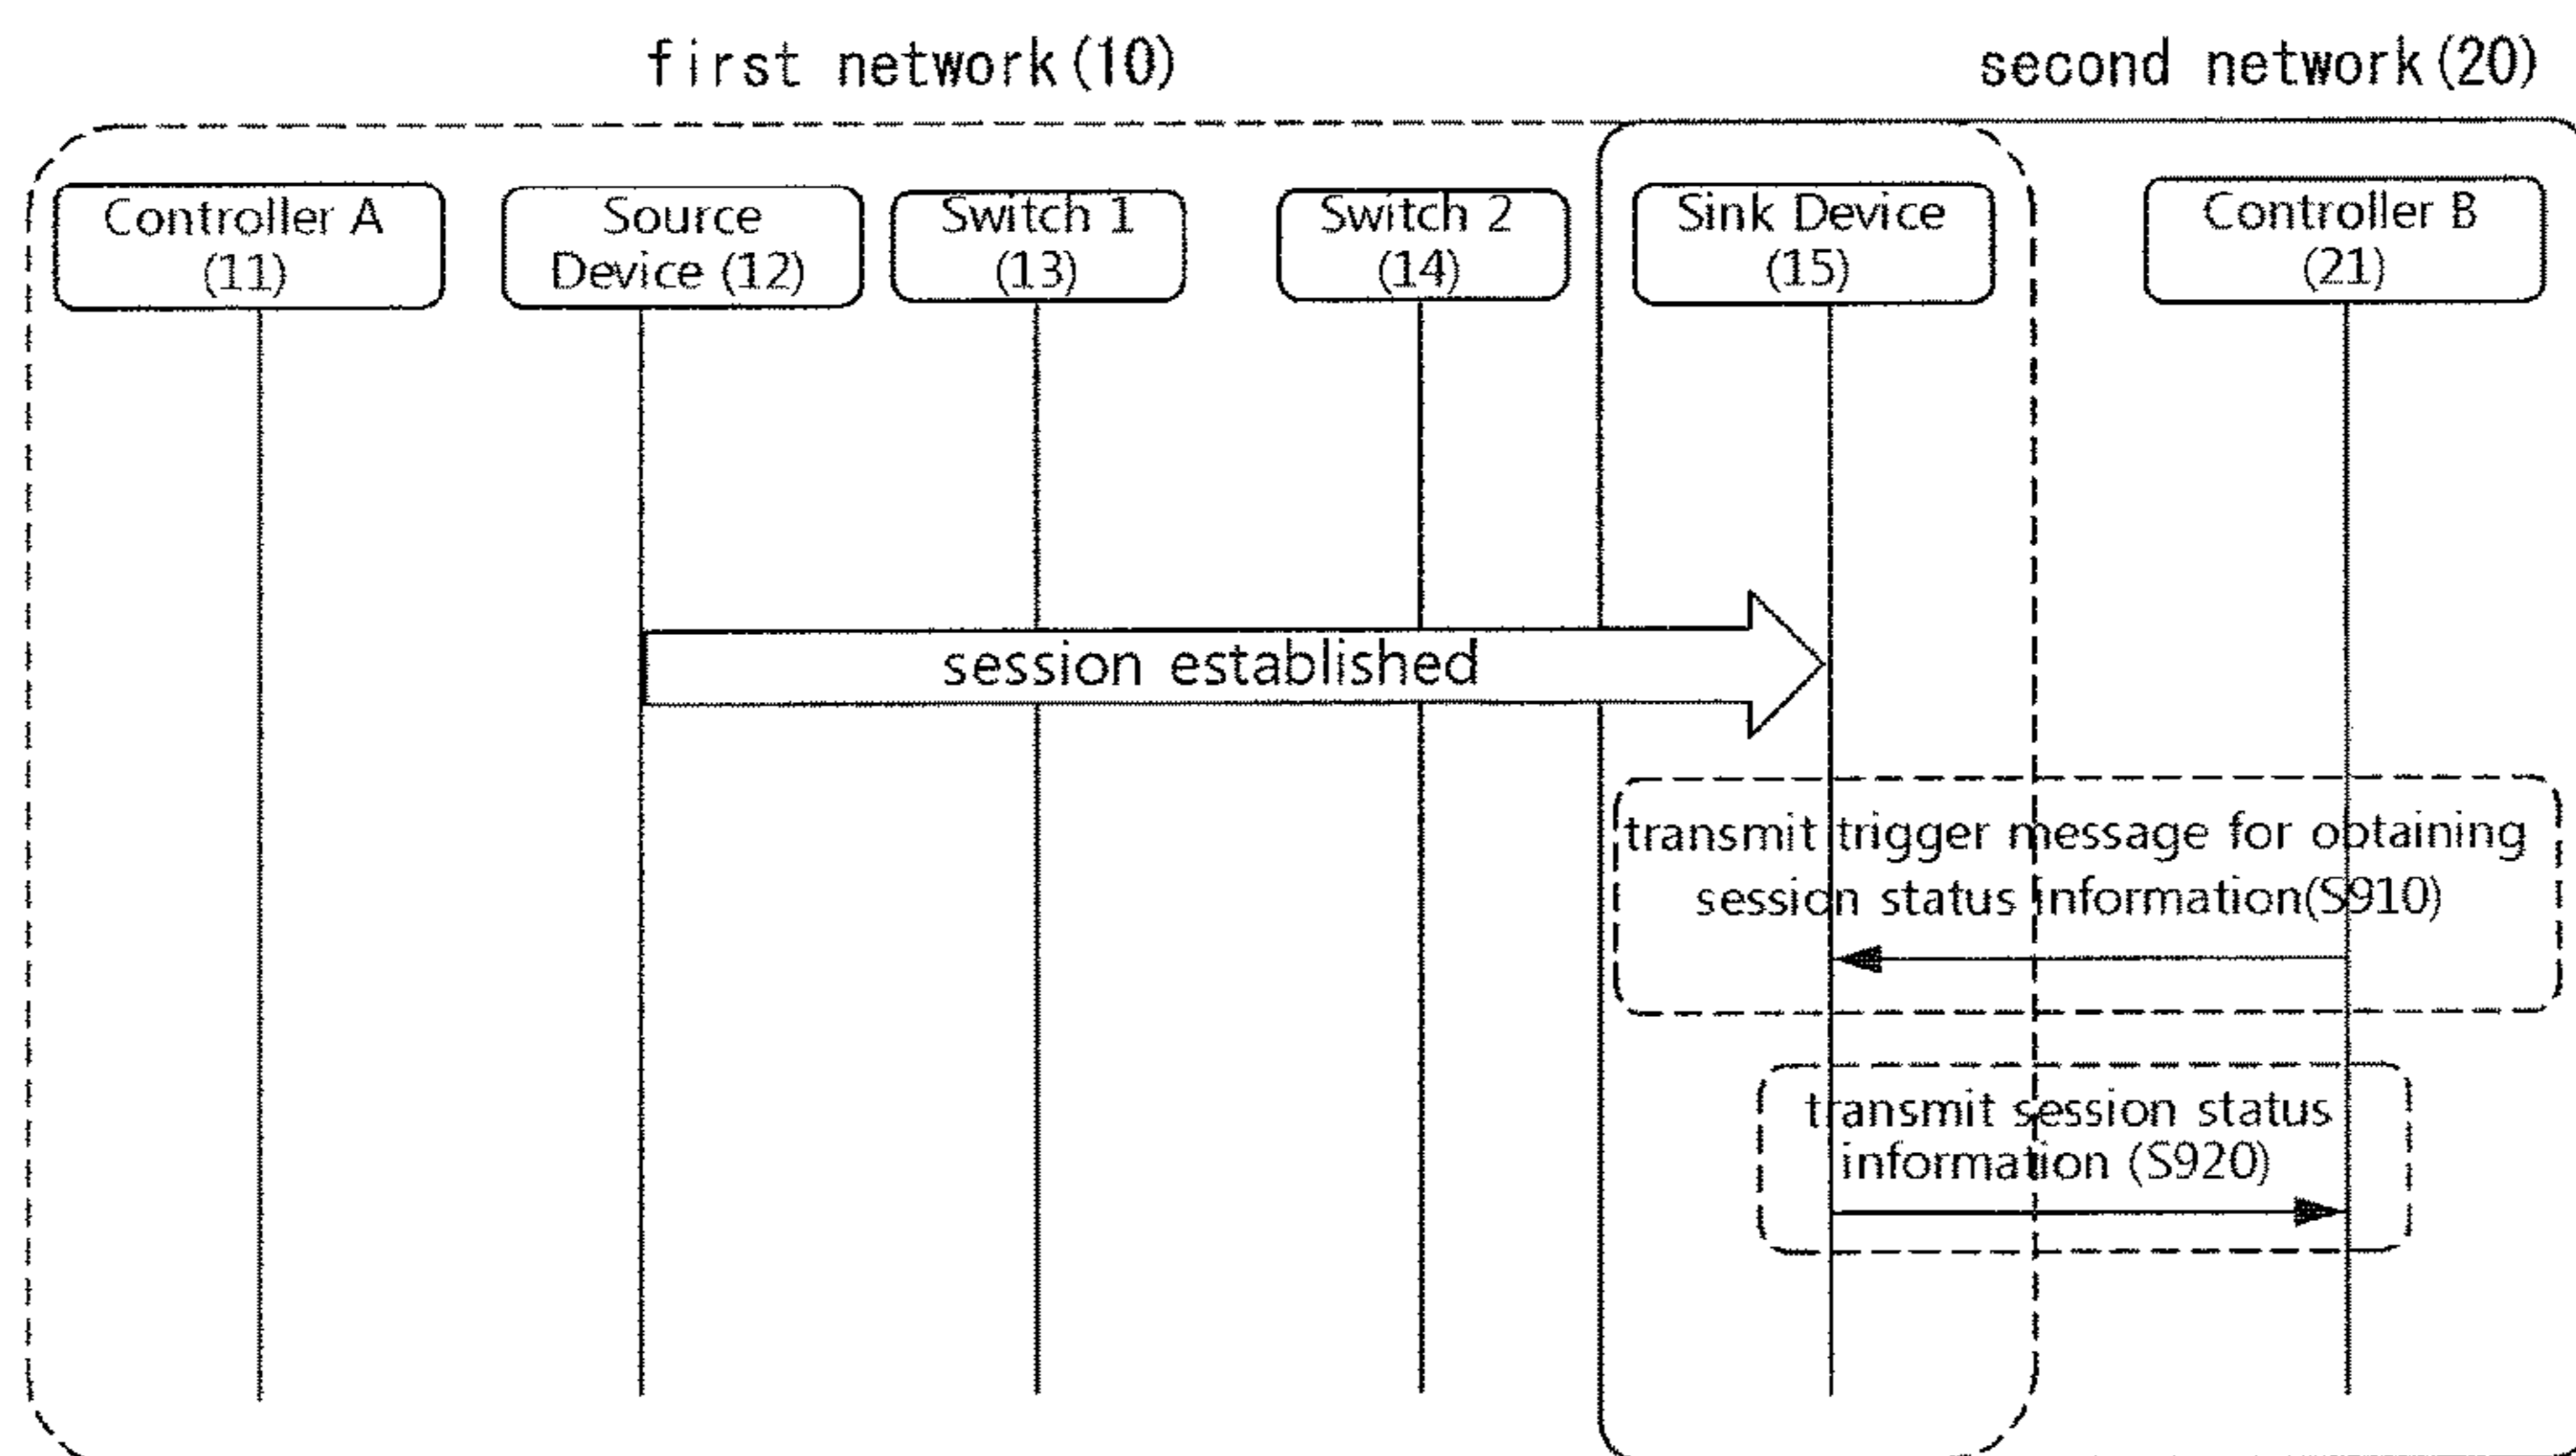 first network(10)
second network(20)
Controller A
(11)
Source
Device (12)
Switch 1
(13)
Switch 2
(14)
Sink Device
(15)
Controller B
(21)
session established
transmit trigger message for obtaining
session status information(S910)
transmit session status
information (S920)